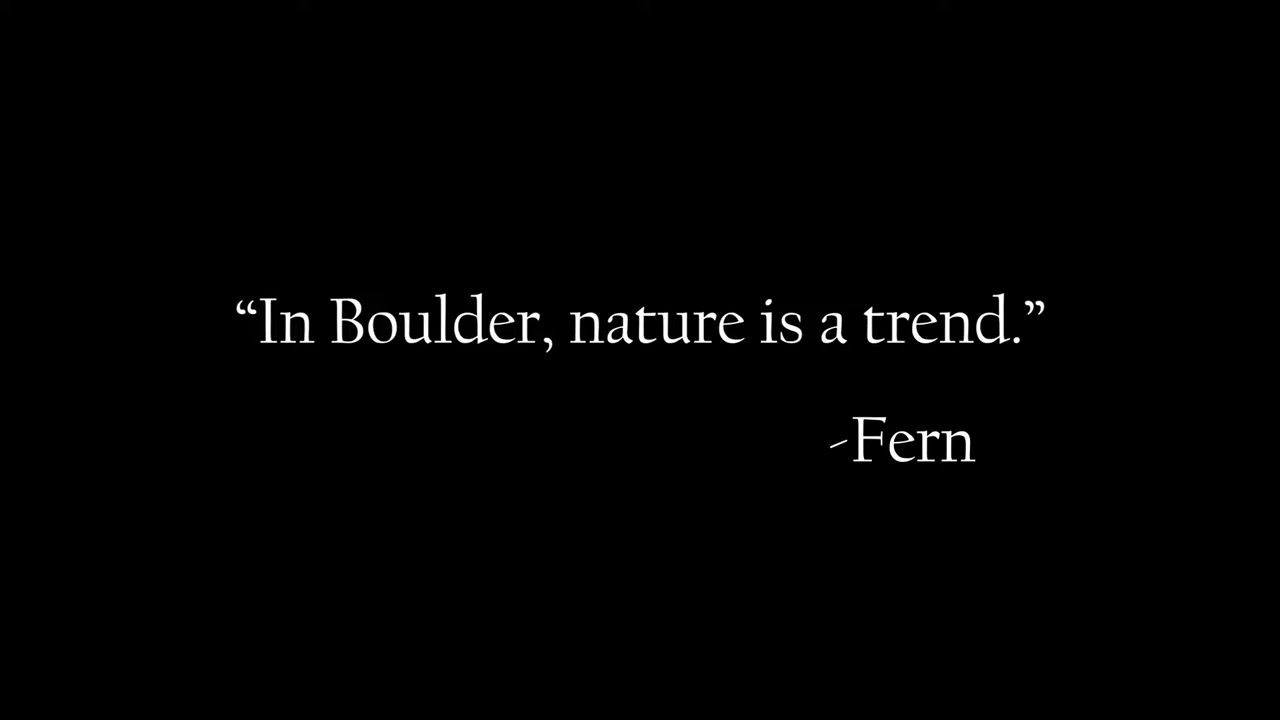 “In Boulder, nature is a trend.”
-Fern